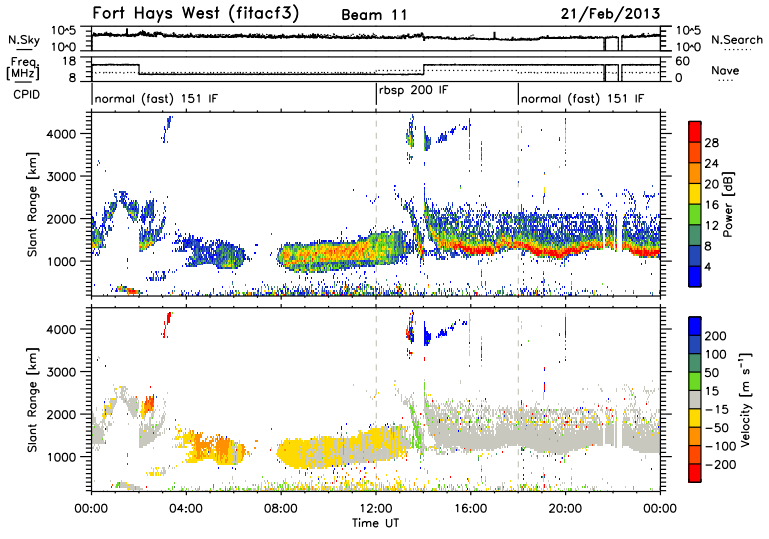 Fort Hays West (fitacf3) Beam 11 21/Feb/2013
N.Sky 10+5 10+0 10+5 10+0 N.Search
Freq. [MHz] 18 8 60 0 Nave
CPID normal (fast) 151 IF rbsp 200 IF normal (fast) 151 IF
Slant Range [km]
4000
3000
2000
1000
Power [dB]
28
24
20
16
12
8
4
Slant Range [km]
4000
3000
2000
1000
Velocity [m s⁻¹]
200
100
50
15
-15
-50
-100
-200
00:00 04:00 08:00 12:00 16:00 20:00 00:00
Time UT